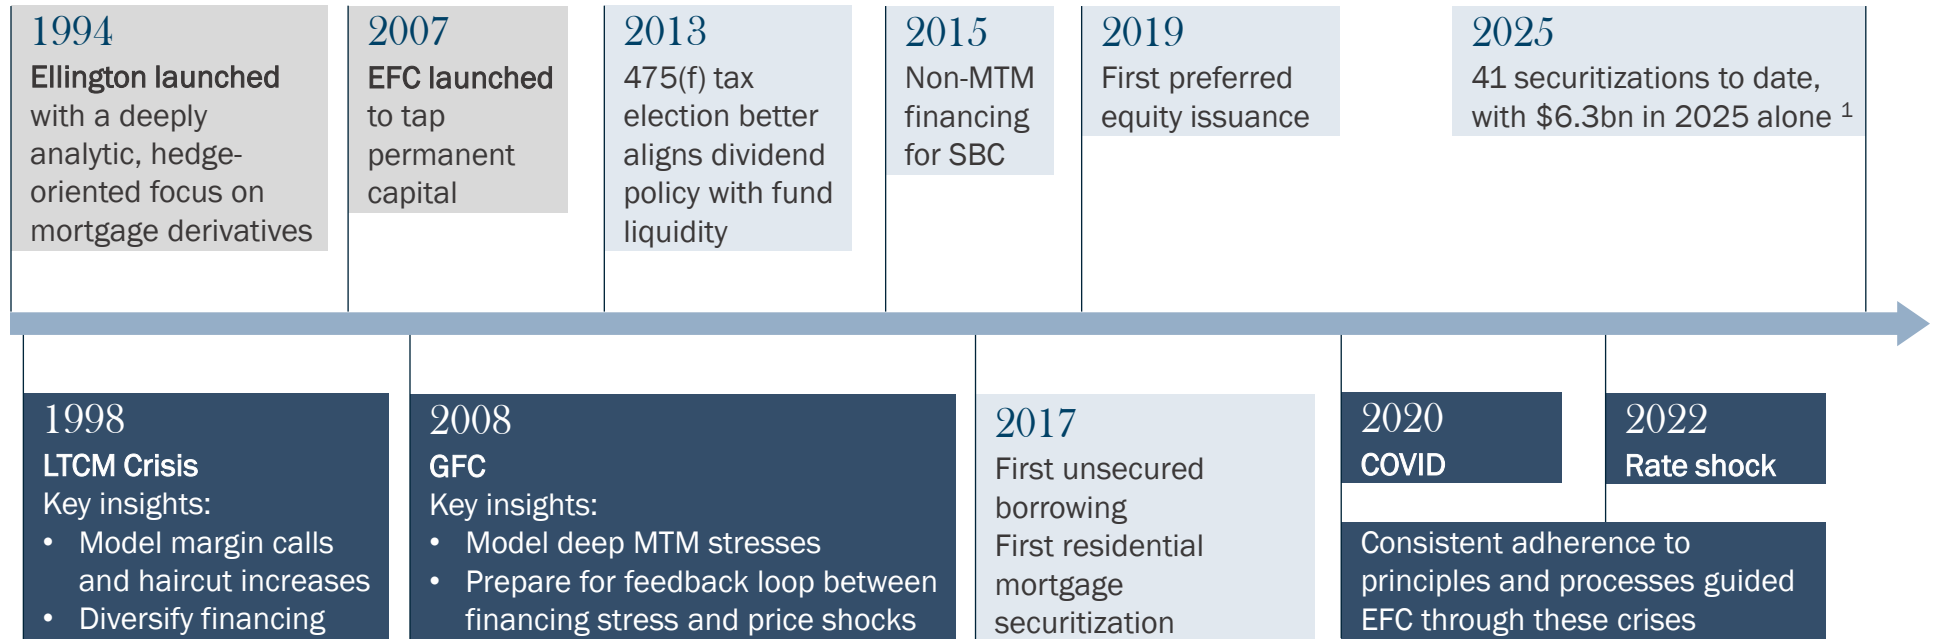 1994
Ellington launched
with a deeply
analytic, hedge-
oriented focus on
mortgage derivatives
2007
EFC launched
to tap
permanent
capital
2013
475(f) tax
election better
aligns dividend
policy with fund
liquidity
2015
Non-MTM
financing
for SBC
2019
First preferred
equity issuance
2025
41 securitizations to date,
with $6.3bn in 2025 alone 1
1998
LTCM Crisis
Key insights:
• Model margin calls
and haircut increases
• Diversify financing
2008
GFC
Key insights:
• Model deep MTM stresses
• Prepare for feedback loop between
financing stress and price shocks
2017
First unsecured
borrowing
First residential
mortgage
securitization
2020
COVID
2022
Rate shock
Consistent adherence to
principles and processes guided
EFC through these crises